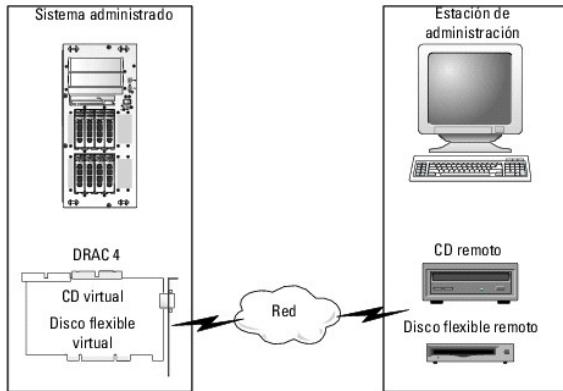 Sistema administrado
Estación de
administración
DRAC 4
CD virtual
Disco flexible
virtual
Red
CD remoto
Disco flexible remoto